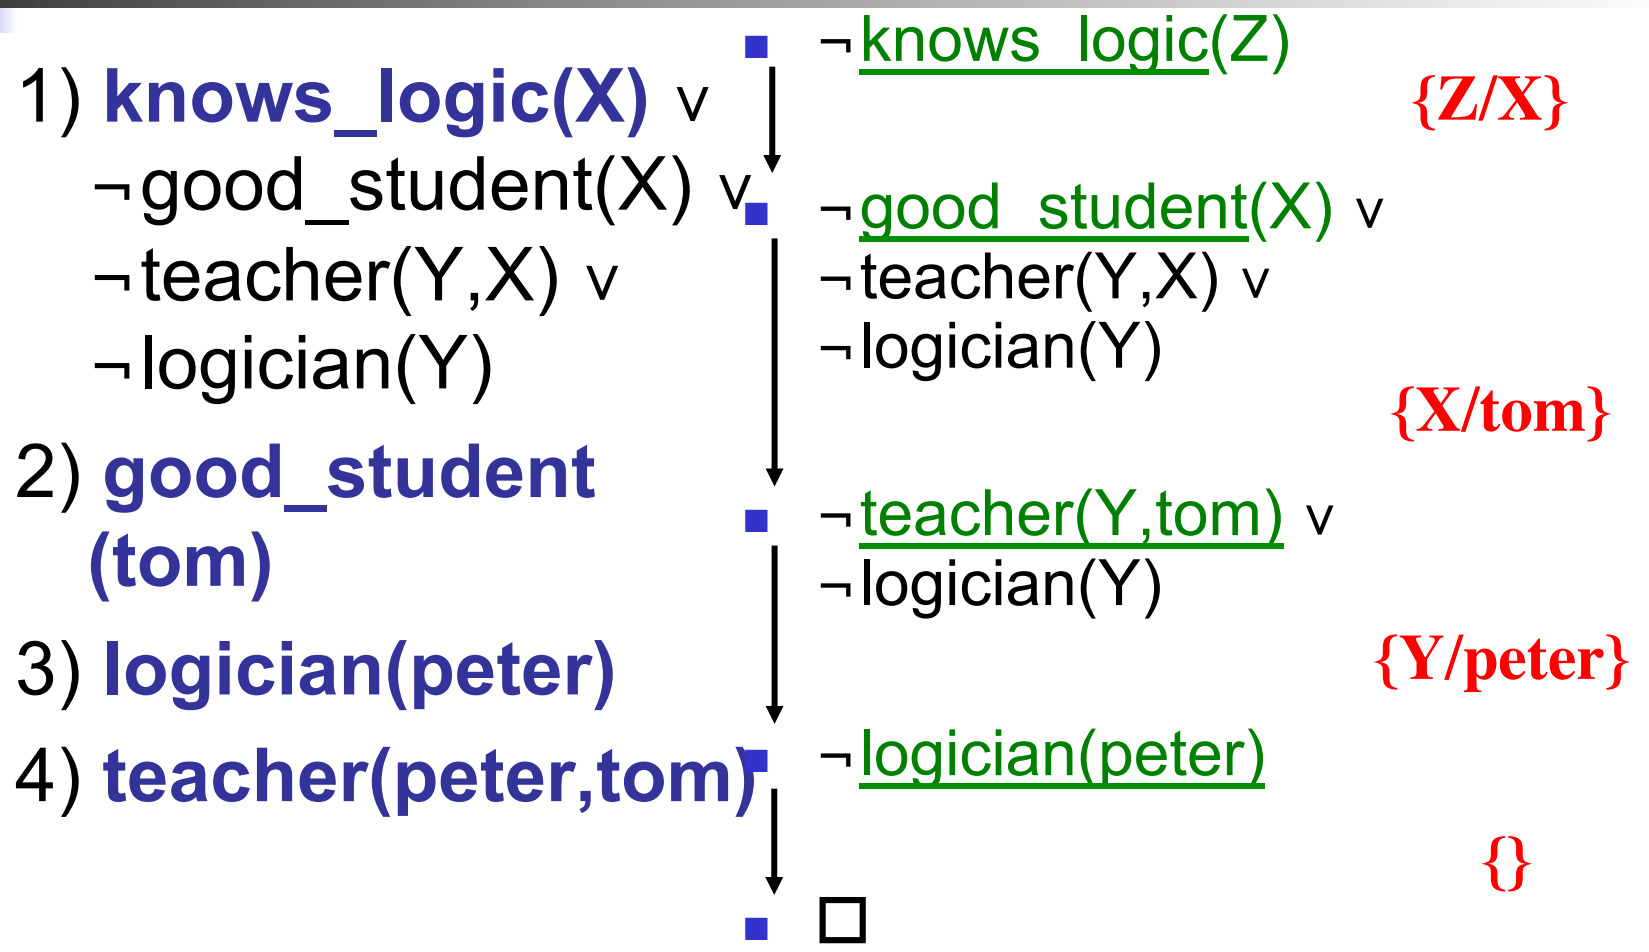 1) knows_logic(X) ∨
¬good_student(X) ∨
¬teacher(Y,X) ∨
¬logician(Y)
2) good_student
(tom)
3) logician(peter)
4) teacher(peter,tom)
¬knows_logic(Z)
{Z/X}
¬good_student(X) ∨
¬teacher(Y,X) ∨
¬logician(Y)
{X/tom}
¬teacher(Y,tom) ∨
¬logician(Y)
{Y/peter}
¬logician(peter)
{}
□